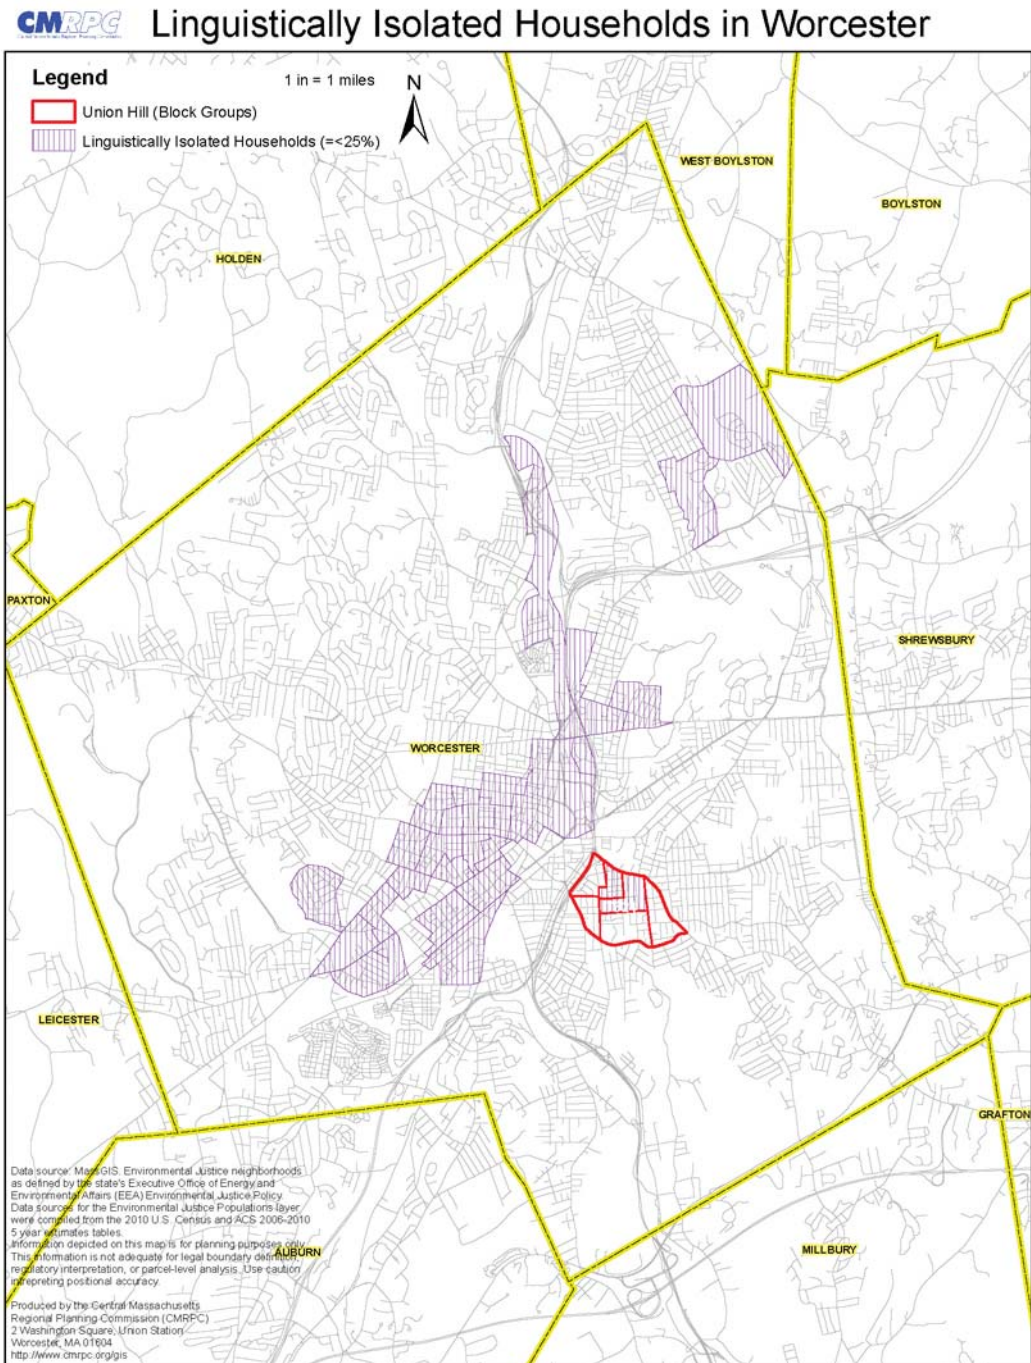 CMRPC
Linguistically Isolated Households in Worcester
Legend
1 in = 1 miles
N
Union Hill (Block Groups)
Linguistically Isolated Households (=<25%)
WEST BOYLSTON
BOYLSTON
HOLDEN
PAXTON
SHREWSBURY
WORCESTER
LEICESTER
GRAFTON
AUBURN
MILLBURY
Data source: MassGIS. Environmental Justice neighborhoods
as defined by the state's Executive Office of Energy and
Environmental Affairs (EEA) Environmental Justice Policy.
Data sources for the Environmental Justice Populations layer
were compiled from the 2010 U.S. Census and ACS 2006-2010
5 year estimates tables.
Information depicted on this map is for planning purposes only.
This information is not adequate for legal boundary definition,
regulatory interpretation, or parcel-level analysis. Use caution
intrepreting positional accuracy.
Produced by the Central Massachusetts
Regional Planning Commission (CMRPC)
2 Washington Square, Union Station
Worcester, MA 01604
http://www.cmrpc.org/gis